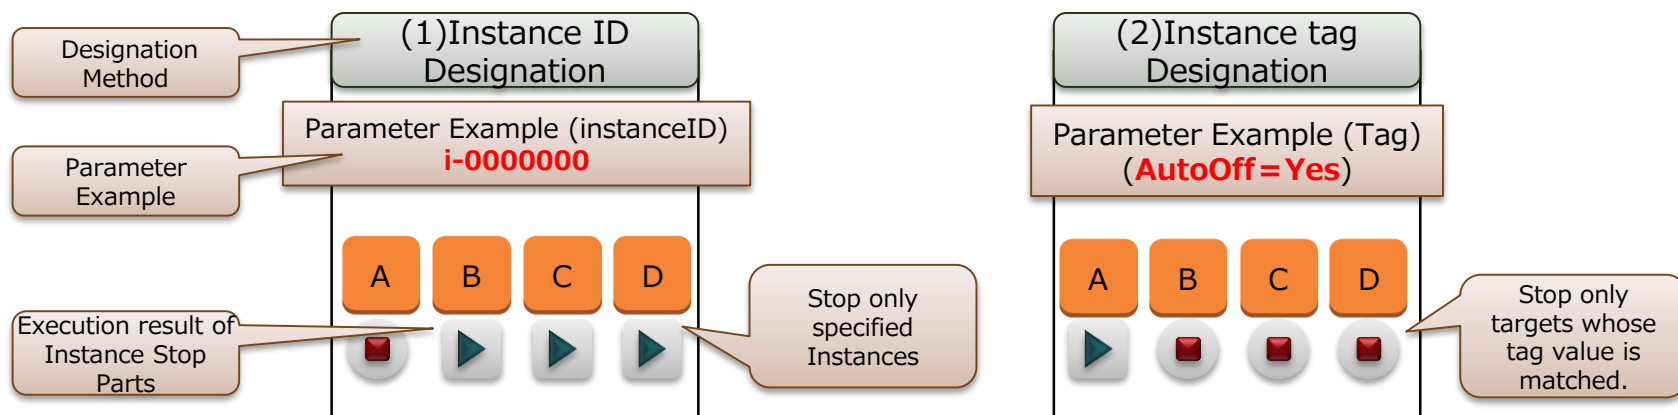 Designation
Method
(1)Instance ID
Designation
(2)Instance tag
Designation
Parameter Example (instanceID)
i-0000000
Parameter Example (Tag)
(AutoOff=Yes)
Parameter
Example
A B C D
A B C D
Execution result of
Instance Stop
Parts
Stop only
specified
Instances
Stop only
targets whose
tag value is
matched.